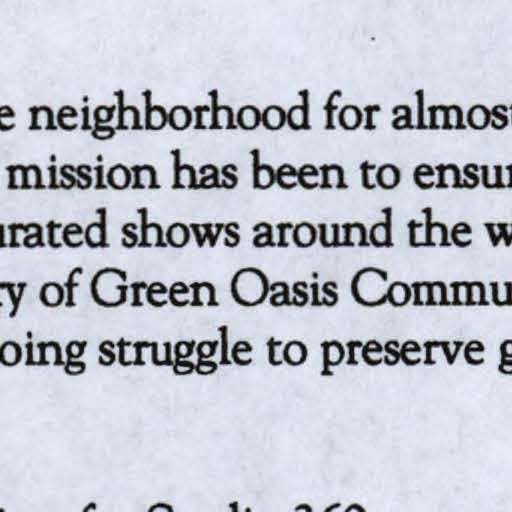 e neighborhood for almost
mission has been to ensur
urated shows around the w
ry of Green Oasis Commu
oing struggle to preserve g